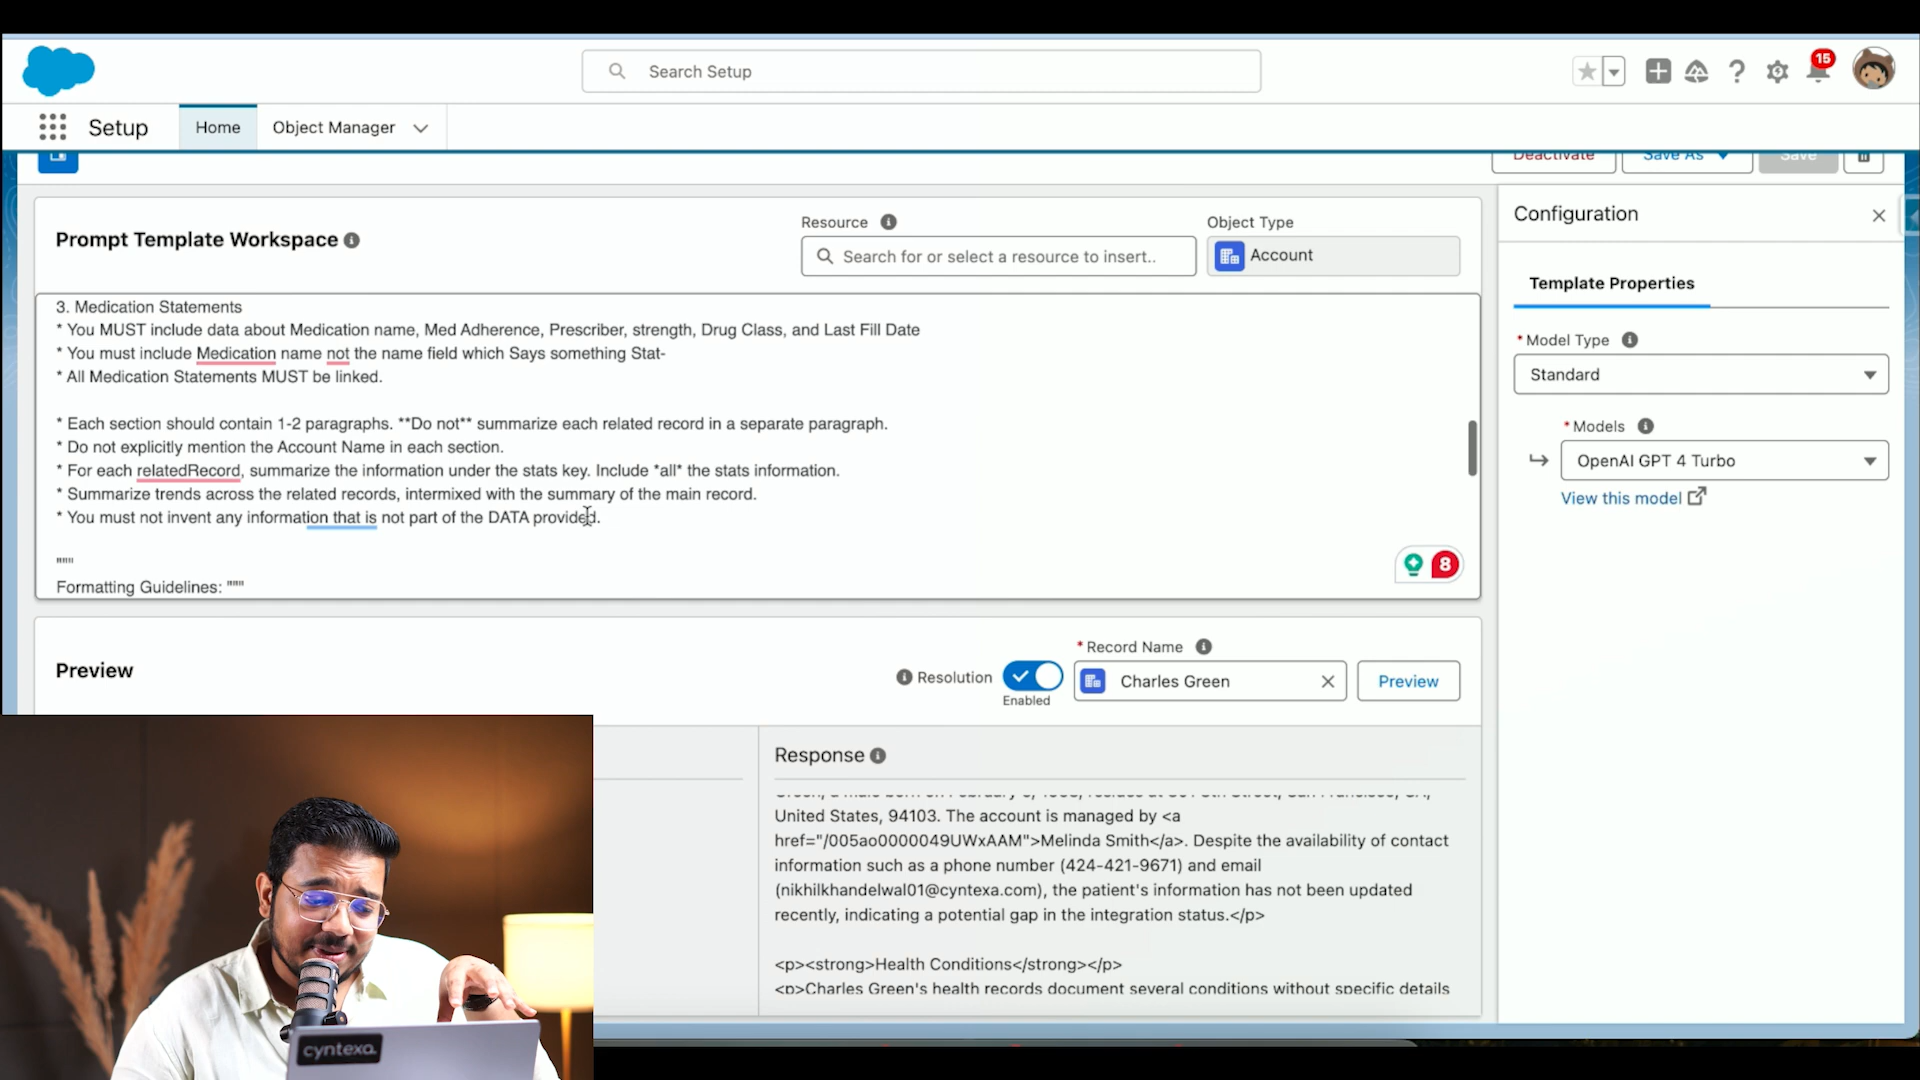 Search Setup
15
Setup
Home
Object Manager
Deactivate
Save As
Save
Prompt Template Workspace
Resource
Search for or select a resource to insert..
Object Type
Account
3. Medication Statements
* You MUST include data about Medication name, Med Adherence, Prescriber, strength, Drug Class, and Last Fill Date
* You must include Medication name not the name field which Says something Stat-
* All Medication Statements MUST be linked.
* Each section should contain 1-2 paragraphs. **Do not** summarize each related record in a separate paragraph.
* Do not explicitly mention the Account Name in each section.
* For each relatedRecord, summarize the information under the stats key. Include *all* the stats information.
* Summarize trends across the related records, intermixed with the summary of the main record.
* You must not invent any information that is not part of the DATA provided.
"""
Formatting Guidelines: """
8
Preview
Resolution
Enabled
* Record Name
Charles Green
Preview
Response
United States, 94103. The account is managed by <a
href="/005ao0000049UWxAAM">Melinda Smith</a>. Despite the availability of contact
information such as a phone number (424-421-9671) and email
(nikhilkhandelwal01@cyntexa.com), the patient's information has not been updated
recently, indicating a potential gap in the integration status.</p>
<p><strong>Health Conditions</strong></p>
<p>Charles Green's health records document several conditions without specific details
Configuration
Template Properties
* Model Type
Standard
* Models
OpenAI GPT 4 Turbo
View this model
cyntexa.